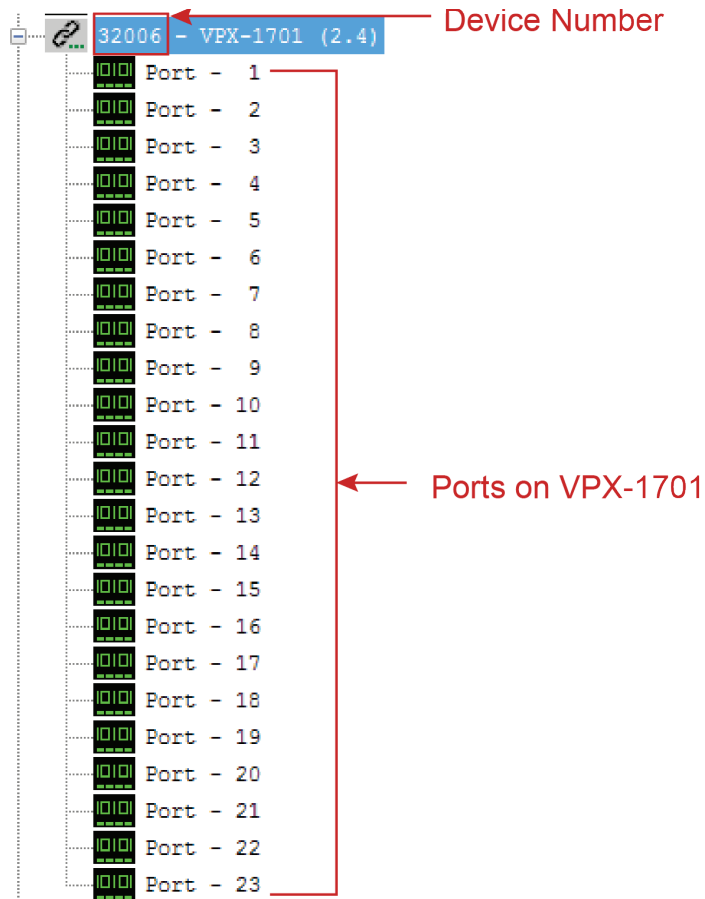 Device Number
32006 - VPX-1701 (2.4)
Port - 1
Port - 2
Port - 3
Port - 4
Port - 5
Port - 6
Port - 7
Port - 8
Port - 9
Port - 10
Port - 11
Port - 12
Ports on VPX-1701
Port - 13
Port - 14
Port - 15
Port - 16
Port - 17
Port - 18
Port - 19
Port - 20
Port - 21
Port - 22
Port - 23